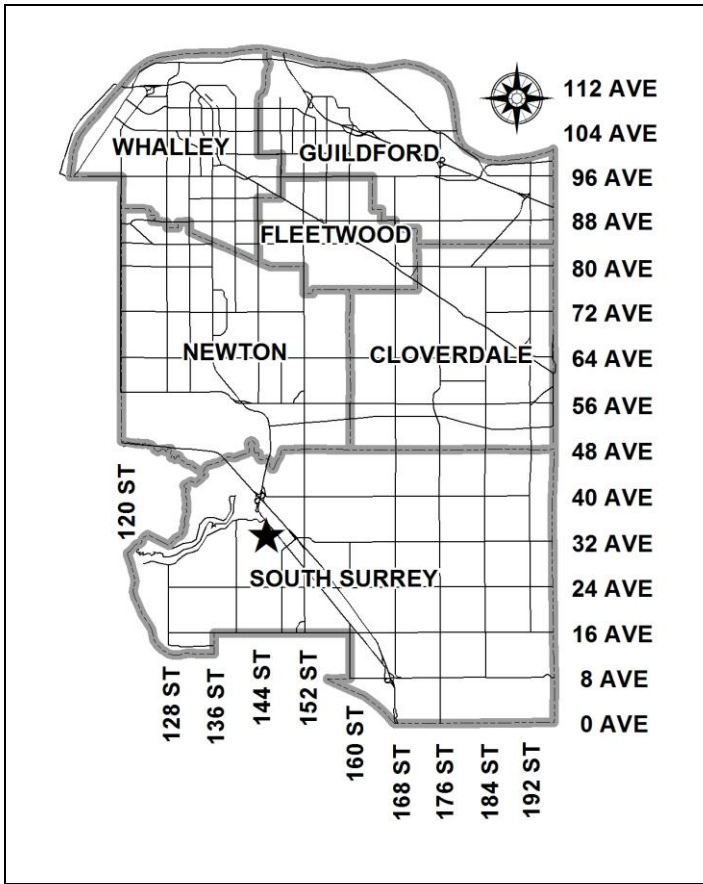 112 AVE
104 AVE
WHALLEY
GUILDFORD
96 AVE
88 AVE
FLEETWOOD
80 AVE
72 AVE
NEWTON
CLOVERDALE
64 AVE
56 AVE
48 AVE
120 ST
40 AVE
32 AVE
SOUTH SURREY
24 AVE
16 AVE
8 AVE
0 AVE
128 ST
136 ST
144 ST
152 ST
160 ST
168 ST
176 ST
184 ST
192 ST